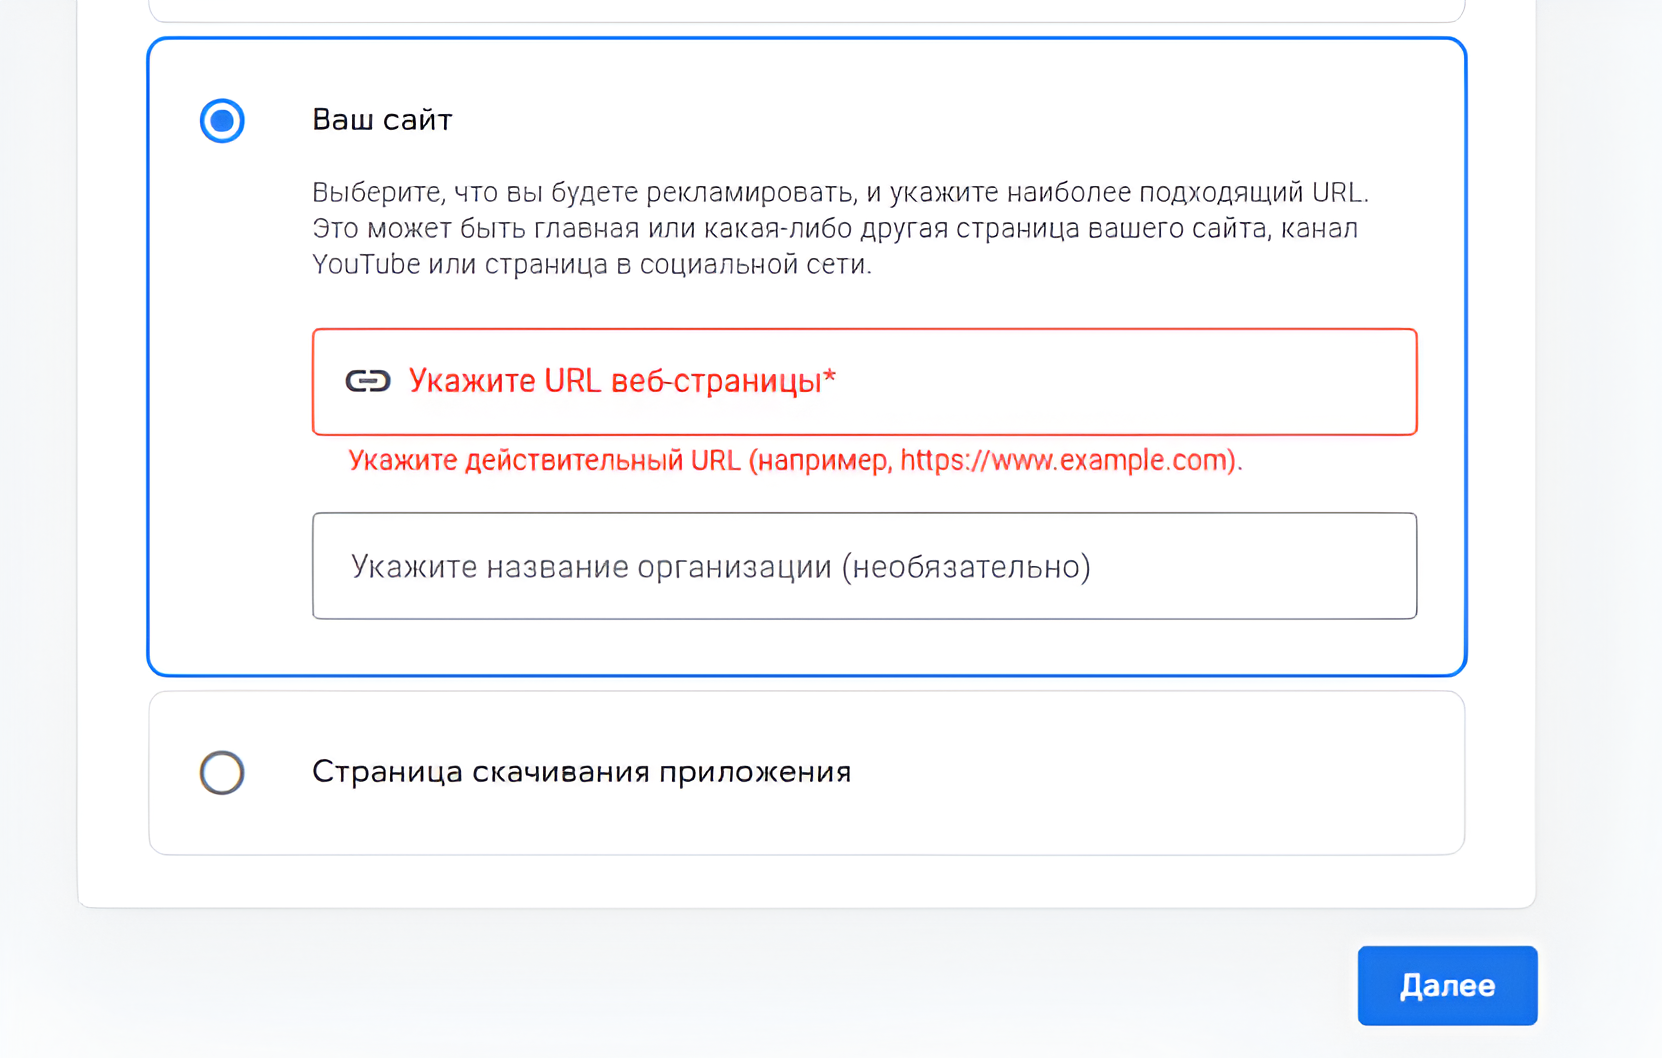 Ваш сайт
Выберите, что вы будете рекламировать, и укажите наиболее подходящий URL.
Это может быть главная или какая-либо другая страница вашего сайта, канал
YouTube или страница в социальной сети.
Укажите URL веб-страницы*
Укажите действительный URL (например, https://www.example.com).
Укажите название организации (необязательно)
Страница скачивания приложения
Далее